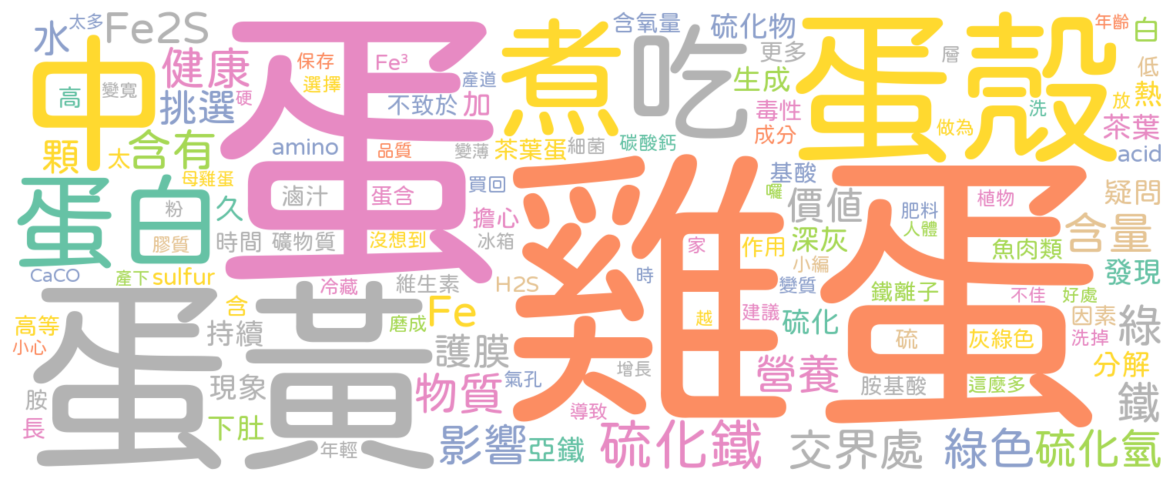 太多
水
Fe2S
含氧量
硫化物
年齡
白
中
高
變寬
健康
硬
保存
選擇
Fe³
產道
蛋
煮
吃
更多
生成
蛋殼
層
低
熱
放
洗
挑選
不致於
加
毒性
成分
做為
茶葉
顆
太
含有
amino
品質
變薄
茶葉蛋
細菌
碳酸鈣
acid
母雞蛋
蛋白
粉
膠質
久
滷汁
蛋含
買回
雞蛋
基酸
囉
價值
肥料
人體
植物
疑問
時間
礦物質
沒想到
擔心
冰箱
家
作用
深灰
小編
魚肉類
含量
CaCO
產下
sulfur
冷藏
維生素
H2S
時
變質
鐵離子
不佳
好處
發現
蛋黃
含
磨成
Fe
越
建議
硫化
因素
洗掉
綠
高等
小心
持續
護膜
硫
灰綠色
分解
現象
物質
氣孔
增長
營養
胺基酸
這麼多
鐵
胺
長
下肚
導致
年輕
影響
亞鐵
硫化鐵
交界處
綠色
硫化氫